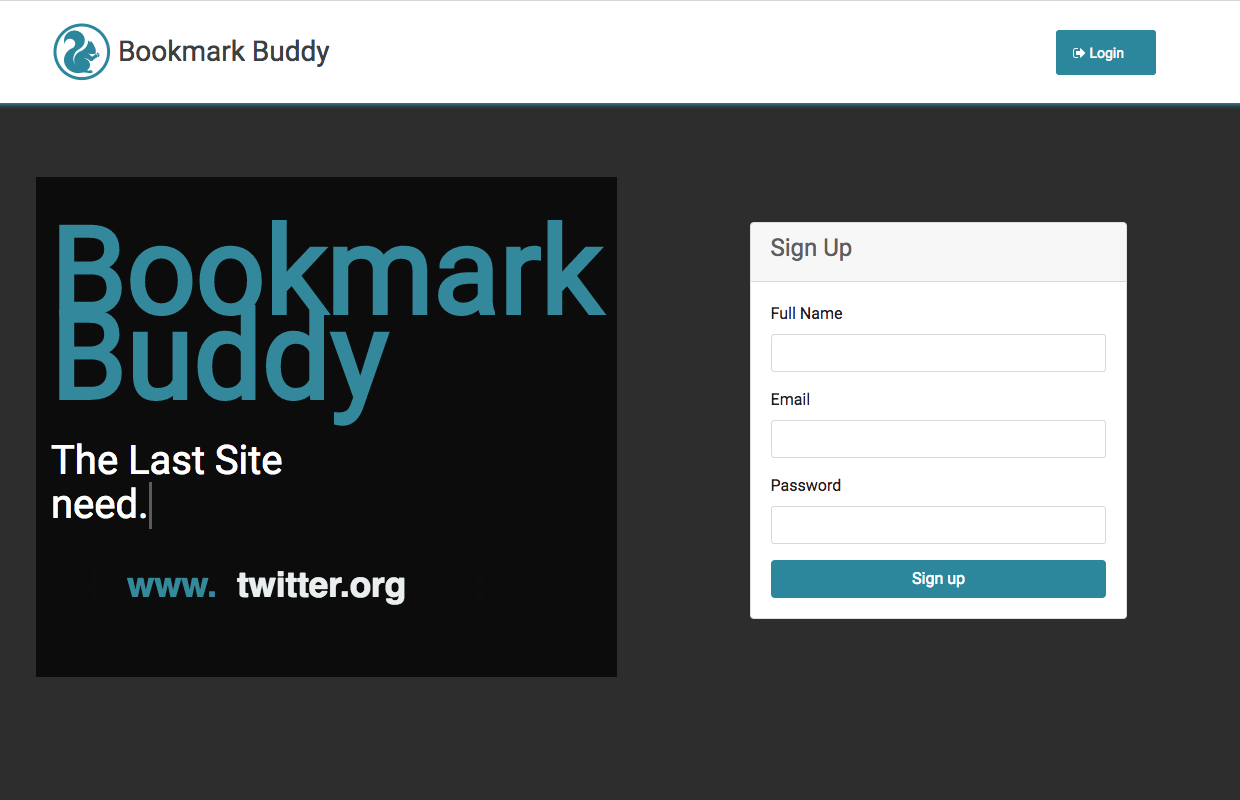 Bookmark Buddy
Login
Bookmark
Buddy
The Last Site
need.
www. twitter.org
Sign Up
Full Name
Email
Password
Sign up